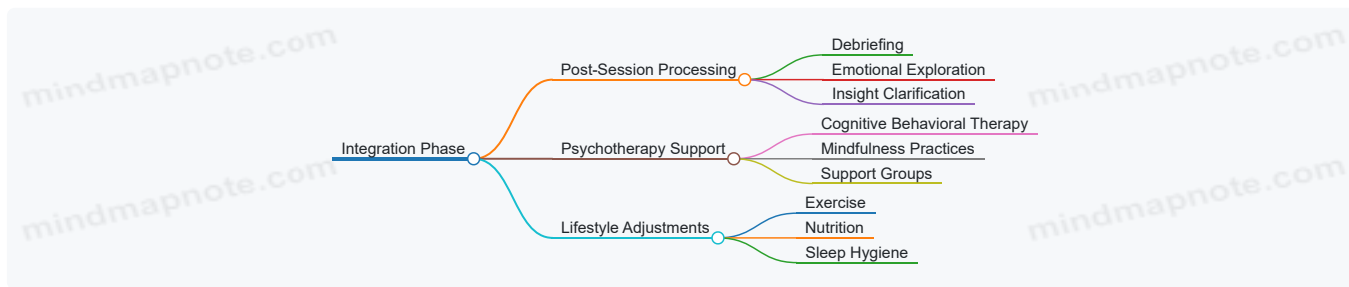 mindmapnote.com
mindmapnote.com
Debriefing
Post-Session Processing
Emotional Exploration
Insight Clarification
Cognitive Behavioral Therapy
Integration Phase
Psychotherapy Support
Mindfulness Practices
Support Groups
mindmapnote.com
mindmapnote.com
Exercise
Lifestyle Adjustments
Nutrition
Sleep Hygiene